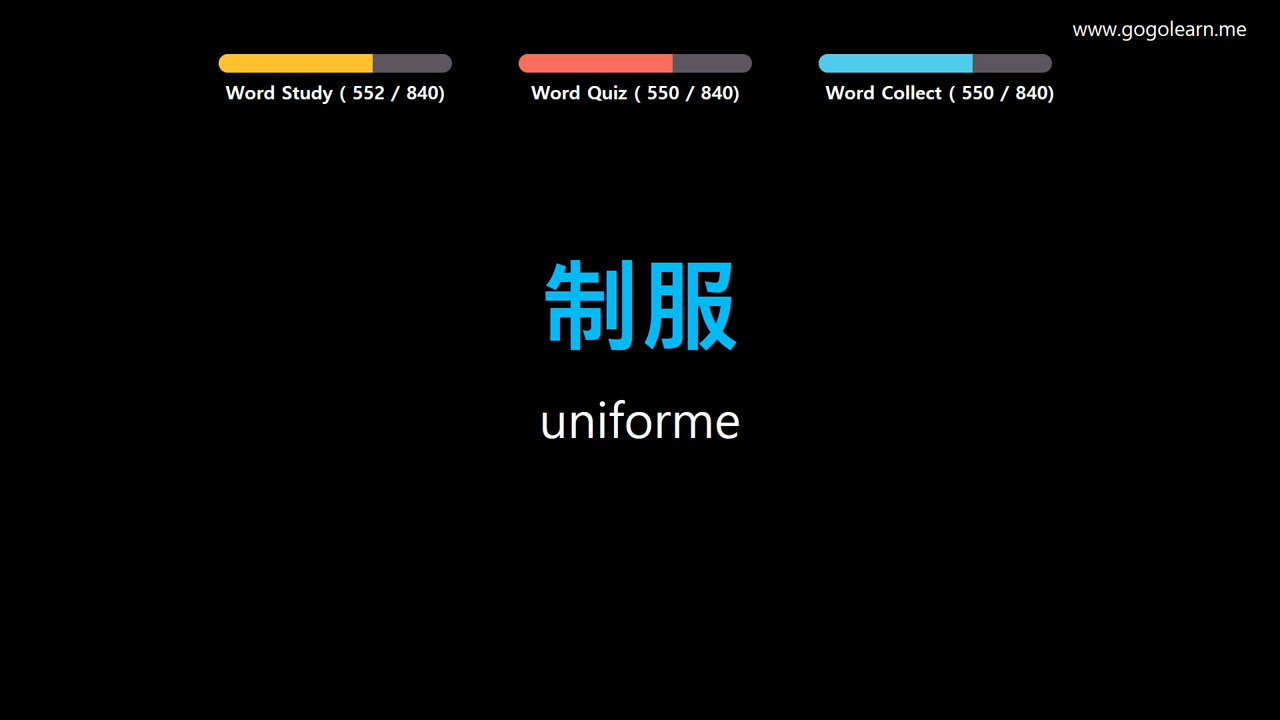 www.gogolearn.me
Word Study ( 552 / 840)
Word Quiz ( 550 / 840)
Word Collect ( 550 / 840)
制服
uniforme